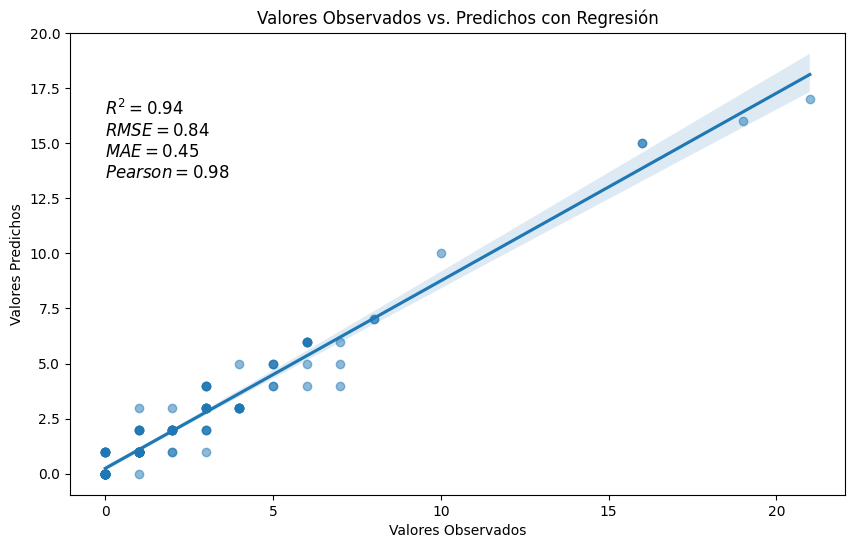 Valores Observados vs. Predichos con Regresión
20.0
17.5
15.0
12.5
10.0
7.5
5.0
2.5
0.0
Valores Predichos
R² = 0.94
RMSE = 0.84
MAE = 0.45
Pearson = 0.98
0 5 10 15 20
Valores Observados